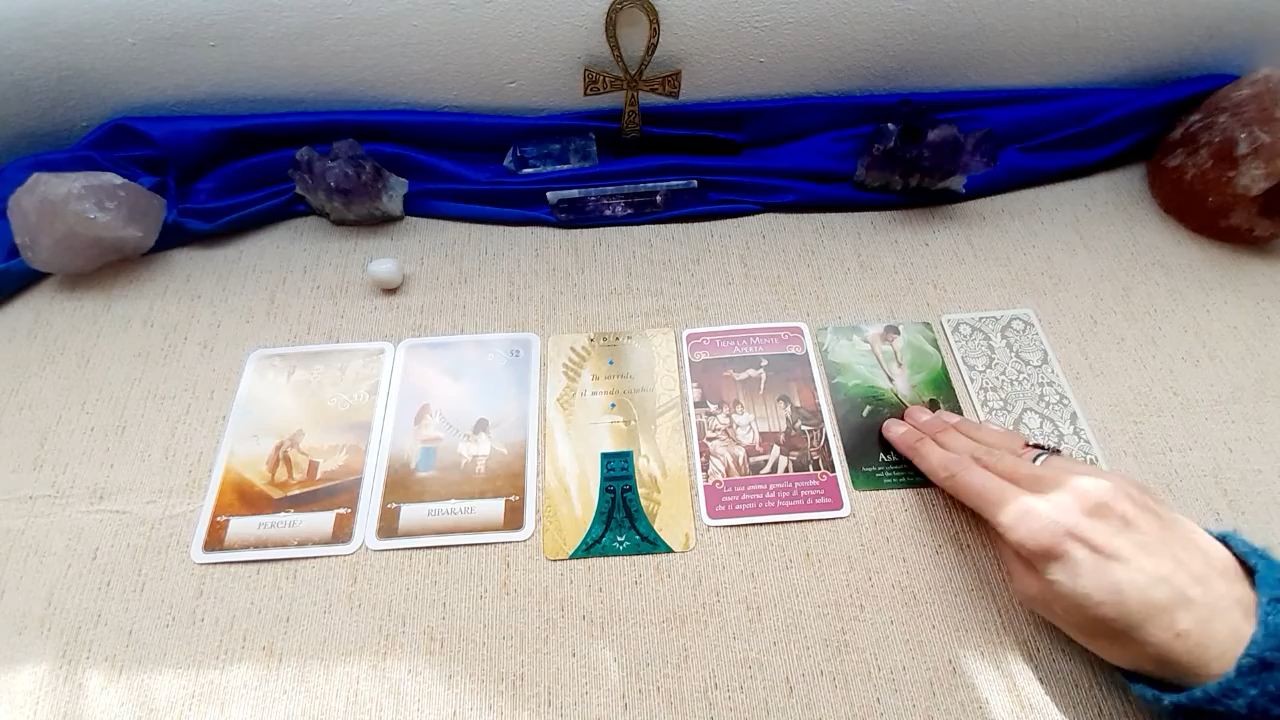 PERCHÉ?
52
RIPARARE
KOAN
Tu sorridi,
e il mondo cambia
TIENI LA MENTE
APERTA
La tua anima gemella potrebbe
essere diversa dal tipo di persona
che ti aspetti o che frequenti di solito.
Ask